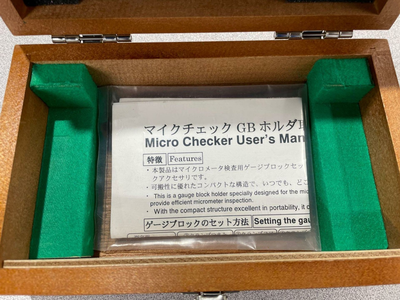 マイクチェック GB ホルダ
Micro Checker User's Man
特徴 Features
・本製品はマイクロメータ検査用ゲージブロックセッ
クアクセサリです。
・可搬性に優れたコンパクトな構造で、いつでも、どこ
• This is a gauge block holder specially designed for the mi
provide efficient micrometer inspection.
• With the compact structure excellent in portability, it c
ゲージブロックのセット方法 Setting the gau